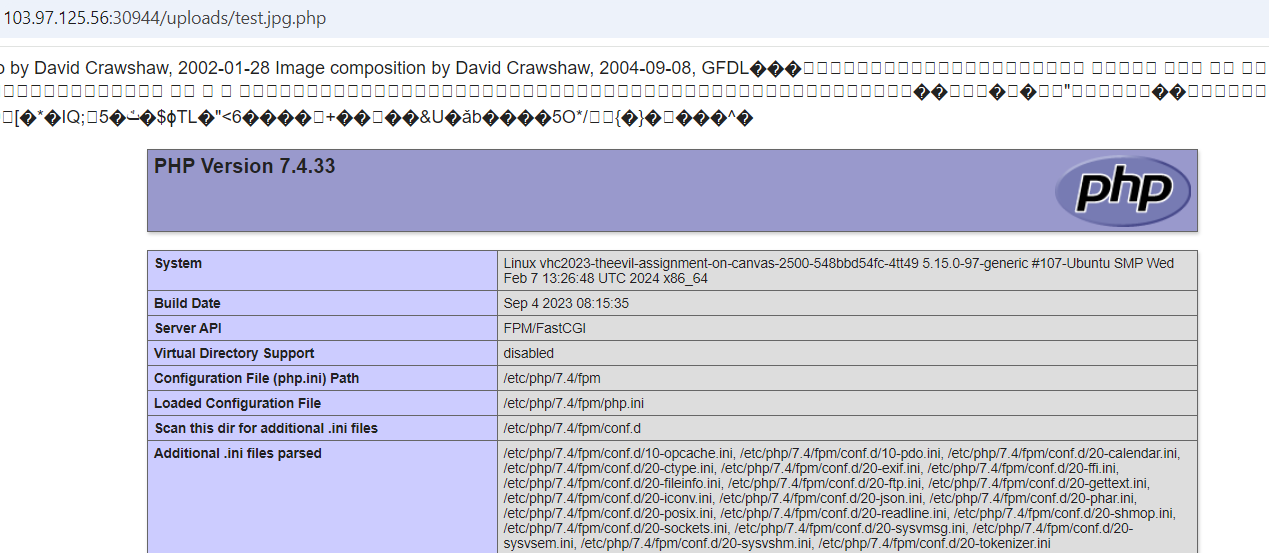 103.97.125.56:30944/uploads/test.jpg.php
by David Crawshaw, 2002-01-28 Image composition by David Crawshaw, 2004-09-08, GFDL
PHP Version 7.4.33
php
System
Linux vhc2023-theevil-assignment-on-canvas-2500-548bbd54fc-4tt49 5.15.0-97-generic #107-Ubuntu SMP Wed
Feb 7 13:26:48 UTC 2024 x86_64
Build Date
Sep 4 2023 08:15:35
Server API
FPM/FastCGI
Virtual Directory Support
disabled
Configuration File (php.ini) Path
/etc/php/7.4/fpm
Loaded Configuration File
/etc/php/7.4/fpm/php.ini
Scan this dir for additional .ini files
/etc/php/7.4/fpm/conf.d
Additional .ini files parsed
/etc/php/7.4/fpm/conf.d/10-opcache.ini, /etc/php/7.4/fpm/conf.d/10-pdo.ini, /etc/php/7.4/fpm/conf.d/20-calendar.ini,
/etc/php/7.4/fpm/conf.d/20-ctype.ini, /etc/php/7.4/fpm/conf.d/20-exif.ini, /etc/php/7.4/fpm/conf.d/20-ffi.ini,
/etc/php/7.4/fpm/conf.d/20-fileinfo.ini, /etc/php/7.4/fpm/conf.d/20-ftp.ini, /etc/php/7.4/fpm/conf.d/20-gettext.ini,
/etc/php/7.4/fpm/conf.d/20-iconv.ini, /etc/php/7.4/fpm/conf.d/20-json.ini, /etc/php/7.4/fpm/conf.d/20-phar.ini,
/etc/php/7.4/fpm/conf.d/20-posix.ini, /etc/php/7.4/fpm/conf.d/20-readline.ini, /etc/php/7.4/fpm/conf.d/20-shmop.ini,
/etc/php/7.4/fpm/conf.d/20-sockets.ini, /etc/php/7.4/fpm/conf.d/20-sysvmsg.ini, /etc/php/7.4/fpm/conf.d/20-
sysvsem.ini, /etc/php/7.4/fpm/conf.d/20-sysvshm.ini, /etc/php/7.4/fpm/conf.d/20-tokenizer.ini